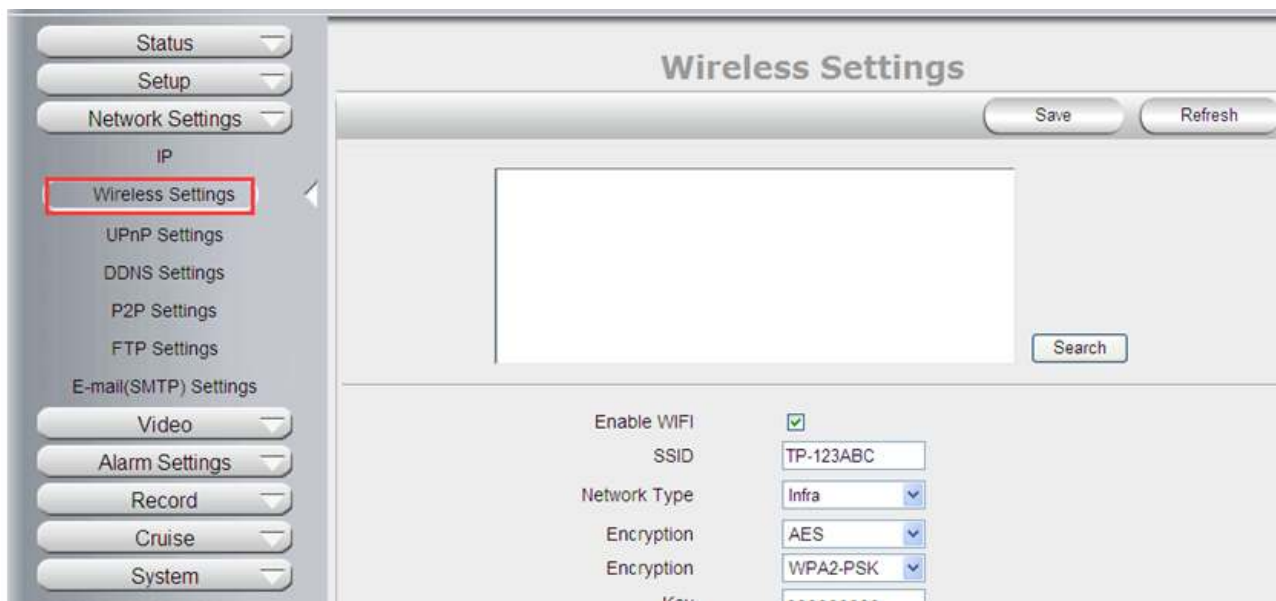 Status
Setup
Network Settings
IP
Wireless Settings
UPnP Settings
DDNS Settings
P2P Settings
FTP Settings
E-mail(SMTP) Settings
Video
Alarm Settings
Record
Cruise
System
Wireless Settings
Save Refresh
Search
Enable WIFI
SSID TP-123ABC
Network Type Infra
Encryption AES
Encryption WPA2-PSK